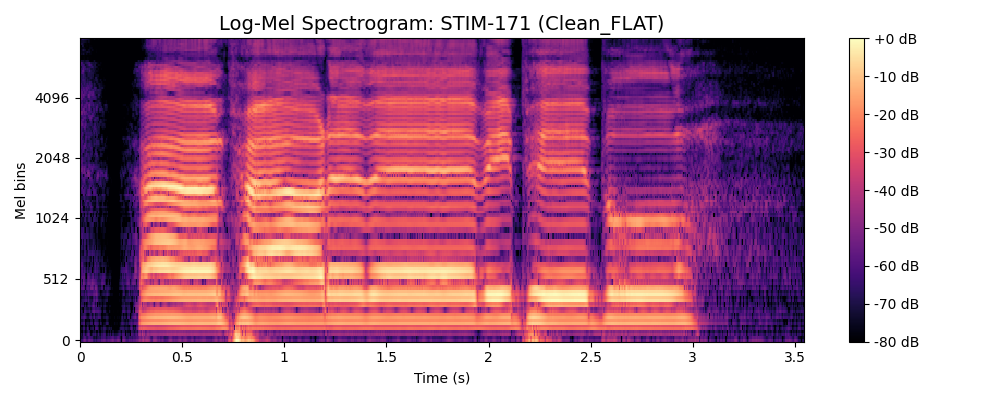 Log-Mel Spectrogram: STIM-171 (Clean_FLAT)
Mel bins
4096
2048
1024
512
0
0
0.5
1
1.5
2
2.5
3
3.5
Time (s)
+0 dB
-10 dB
-20 dB
-30 dB
-40 dB
-50 dB
-60 dB
-70 dB
-80 dB